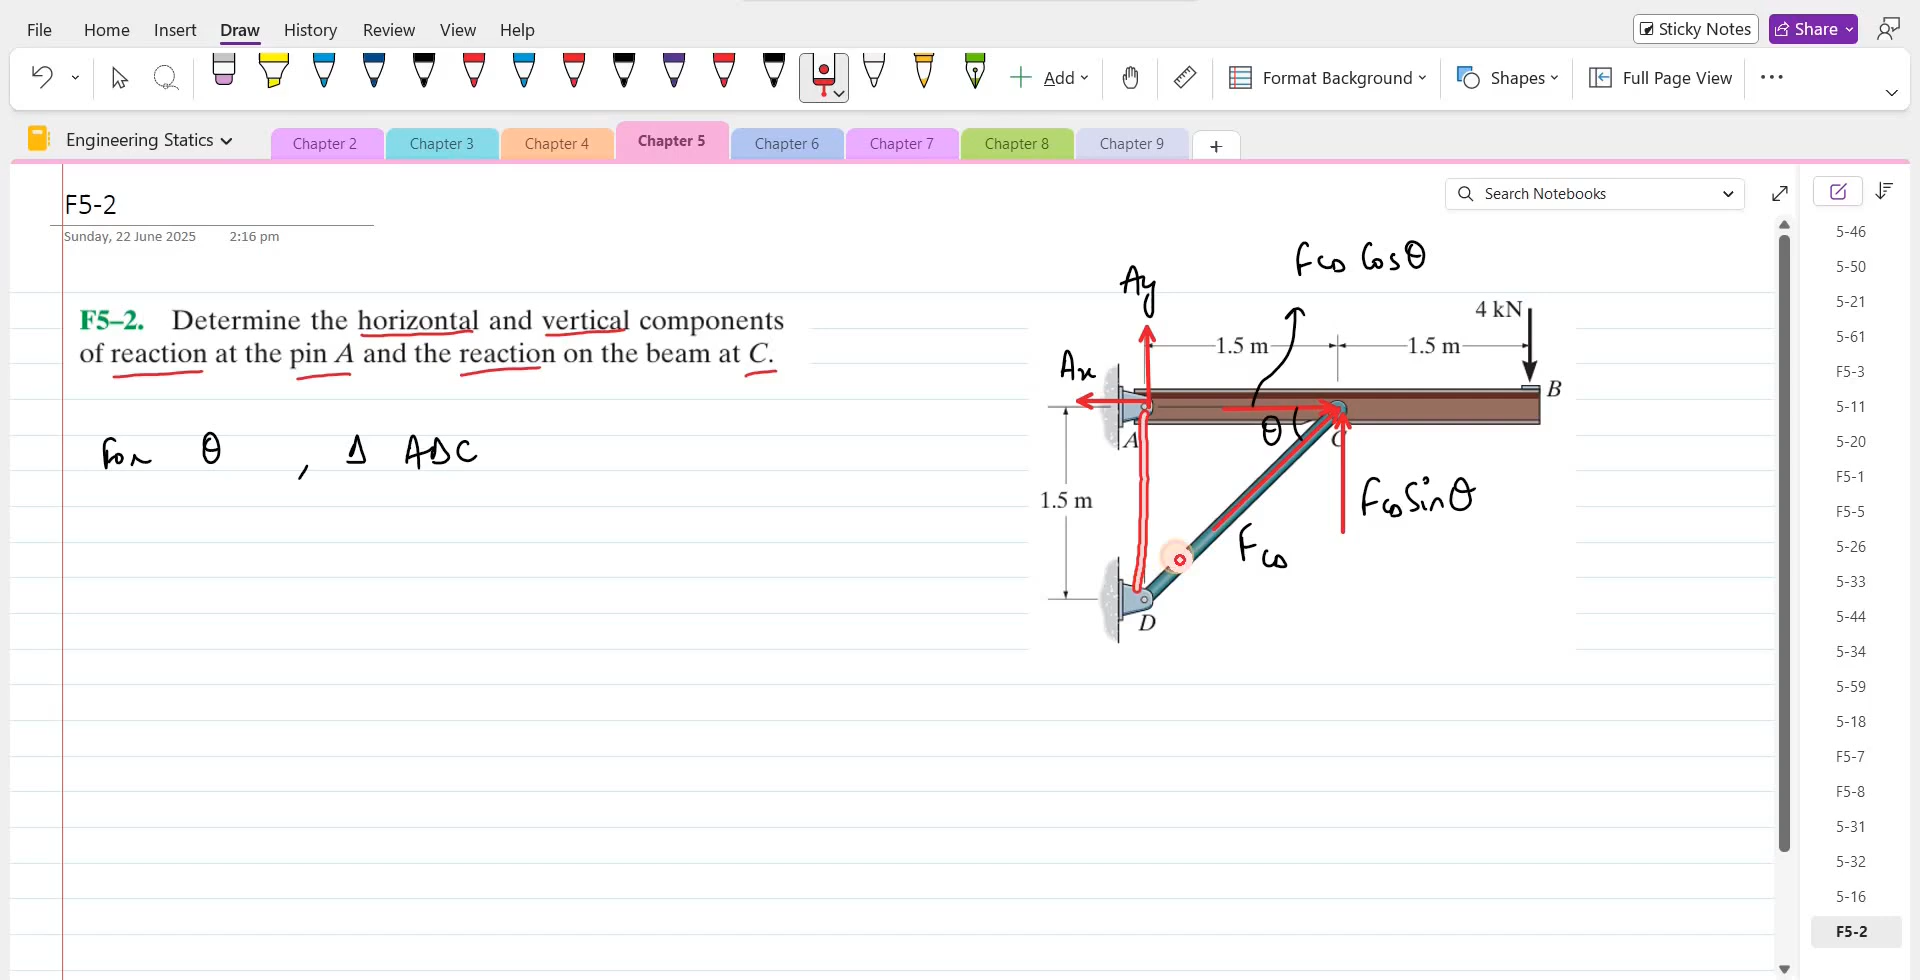 File Home Insert Draw History Review View Help
Sticky Notes Share
Add Format Background Shapes Full Page View
Engineering Statics Chapter 2 Chapter 3 Chapter 4 Chapter 5 Chapter 6 Chapter 7 Chapter 8 Chapter 9
F5-2
Sunday, 22 June 2025 2:16 pm
Search Notebooks
F5–2. Determine the horizontal and vertical components
of reaction at the pin A and the reaction on the beam at C.
For θ , Δ ADC
F_CD Cosθ
Ay
4 kN
1.5 m 1.5 m
Ax
B
A θ C
1.5 m
F_CD Sinθ
F_CD
D
5-46
5-50
5-21
5-61
F5-3
5-11
5-20
F5-1
F5-5
5-26
5-33
5-44
5-34
5-59
5-18
F5-7
F5-8
5-31
5-32
5-16
F5-2